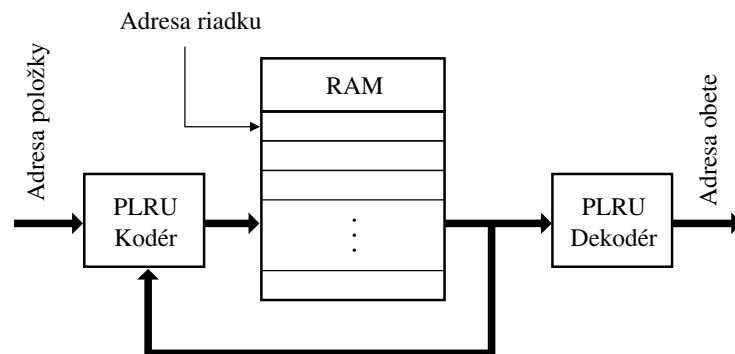 Adresa riadku
Adresa položky
RAM
Adresa obete
PLRU
Kodér
PLRU
Dekodér